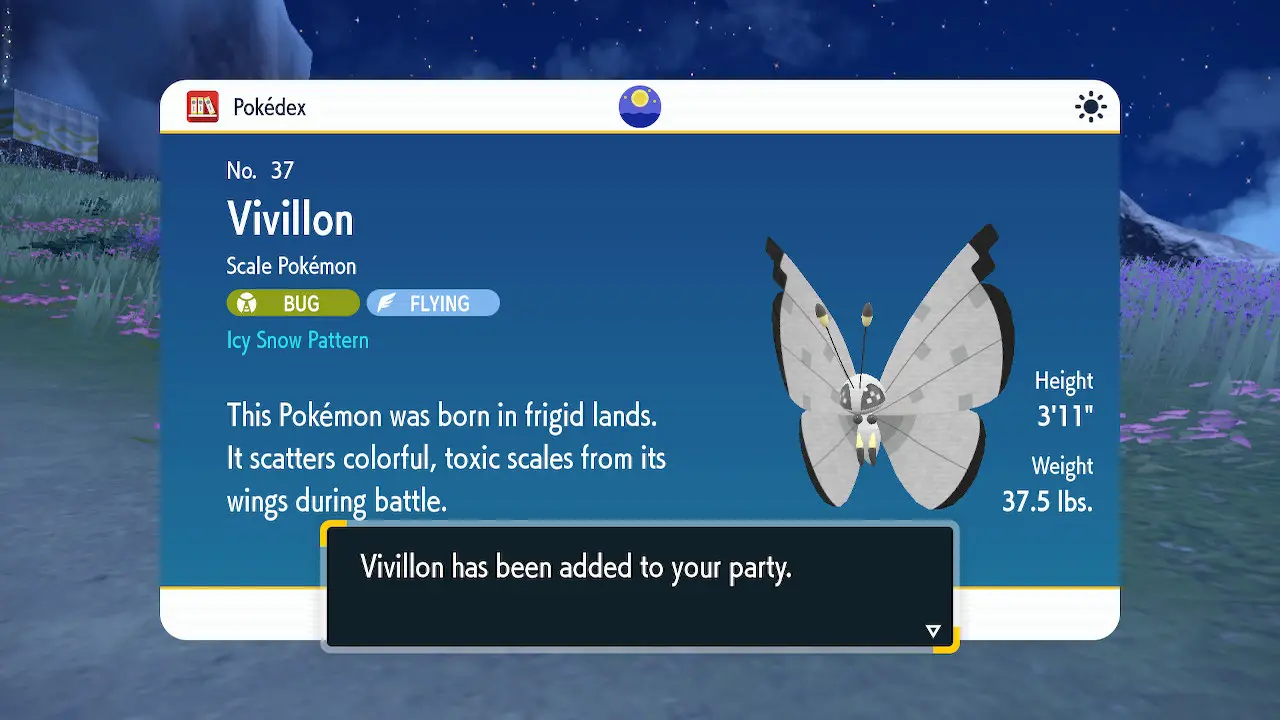 Pokédex
No. 37
Vivillon
Scale Pokémon
BUG FLYING
Icy Snow Pattern
This Pokémon was born in frigid lands.
It scatters colorful, toxic scales from its
wings during battle.
Height
3'11"
Weight
37.5 lbs.
Vivillon has been added to your party.